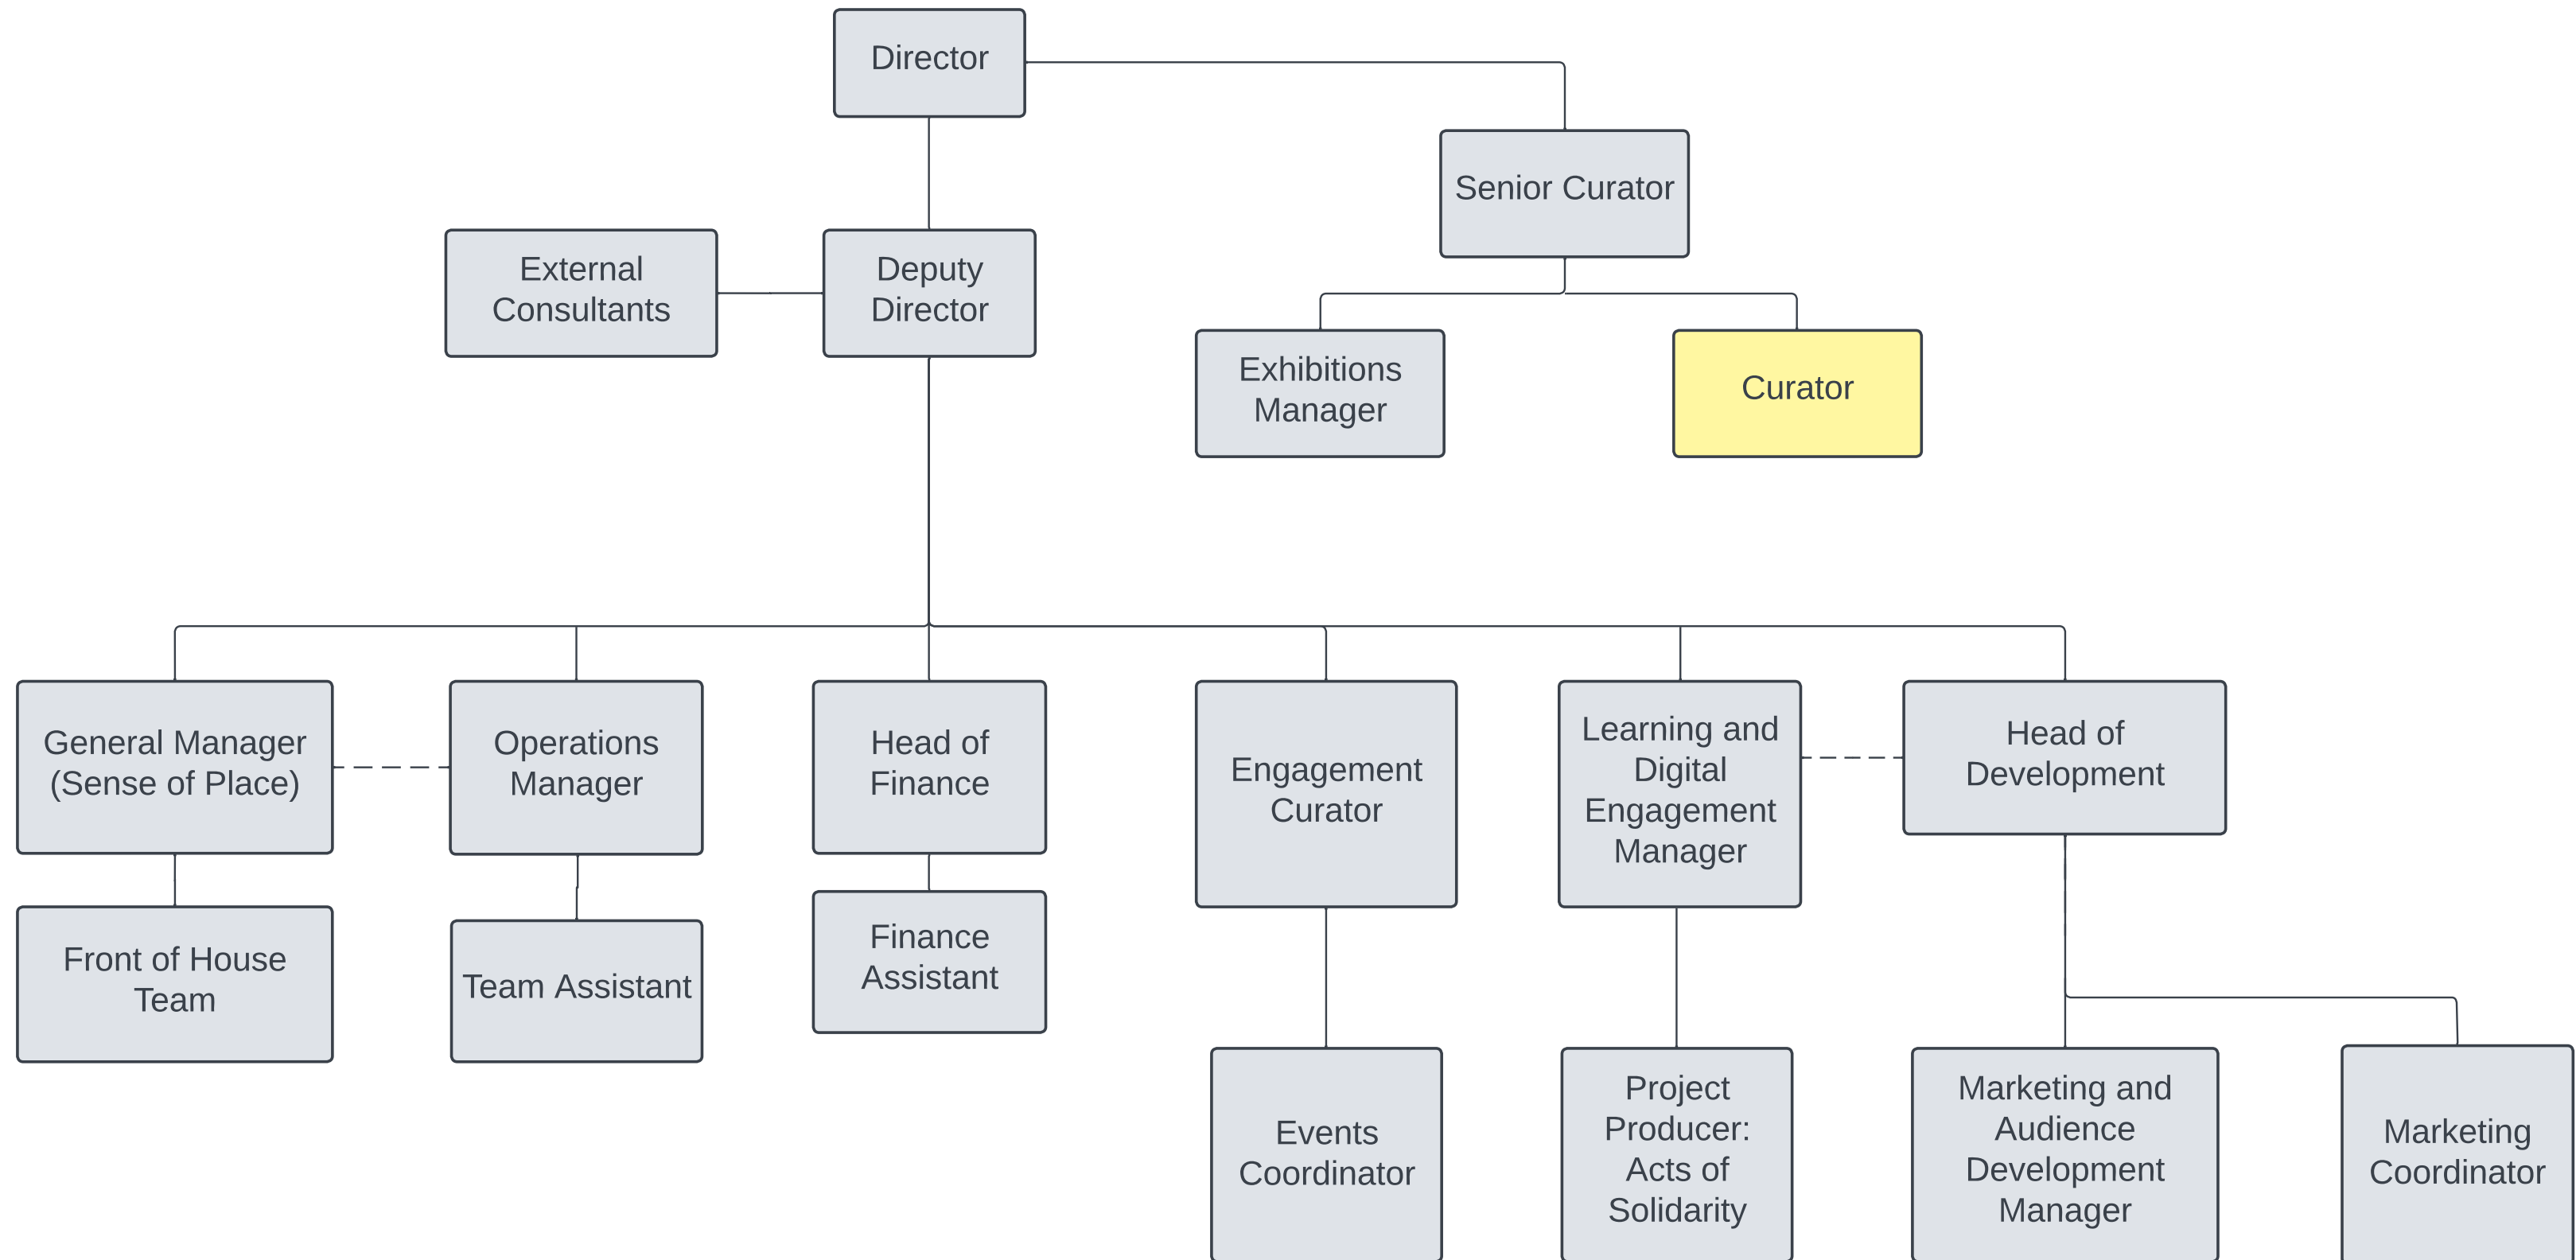 Director
Senior Curator
External
Consultants
Deputy
Director
Exhibitions
Manager
Curator
General Manager
(Sense of Place)
Operations
Manager
Head of
Finance
Engagement
Curator
Learning and
Digital
Engagement
Manager
Head of
Development
Front of House
Team
Team Assistant
Finance
Assistant
Events
Coordinator
Project
Producer:
Acts of
Solidarity
Marketing and
Audience
Development
Manager
Marketing
Coordinator